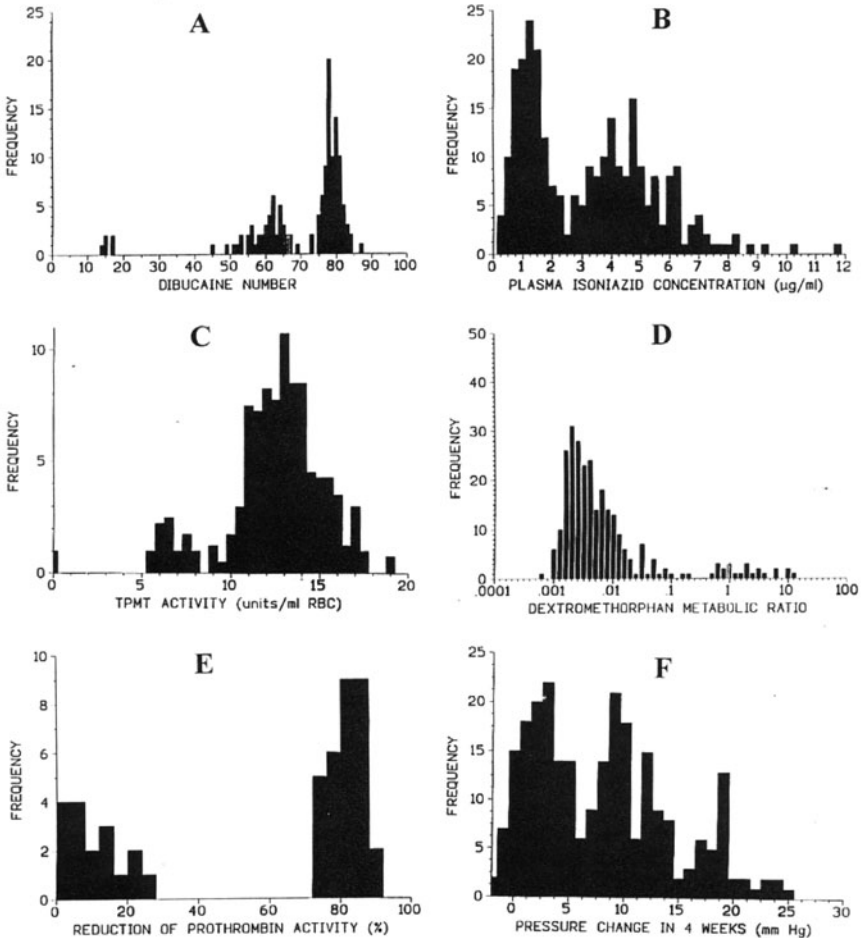 A
25
20
15
10
5
0
FREQUENCY
0 10 20 30 40 50 60 70 80 90 100
DIBUCAINE NUMBER
B
25
20
15
10
5
0
FREQUENCY
0 1 2 3 4 5 6 7 8 9 10 11 12
PLASMA ISONIAZID CONCENTRATION (μg/ml)
C
10
5
0
FREQUENCY
0 5 10 15 20
TPMT ACTIVITY (units/ml RBC)
D
50
40
30
20
10
0
FREQUENCY
.0001 .001 .01 .1 1 10 100
DEXTROMETHORPHAN METABOLIC RATIO
E
10
8
6
4
2
0
FREQUENCY
0 20 40 60 80 100
REDUCTION OF PROTHROMBIN ACTIVITY (%)
F
25
20
15
10
5
0
FREQUENCY
0 5 10 15 20 25 30
PRESSURE CHANGE IN 4 WEEKS (mm Hg)